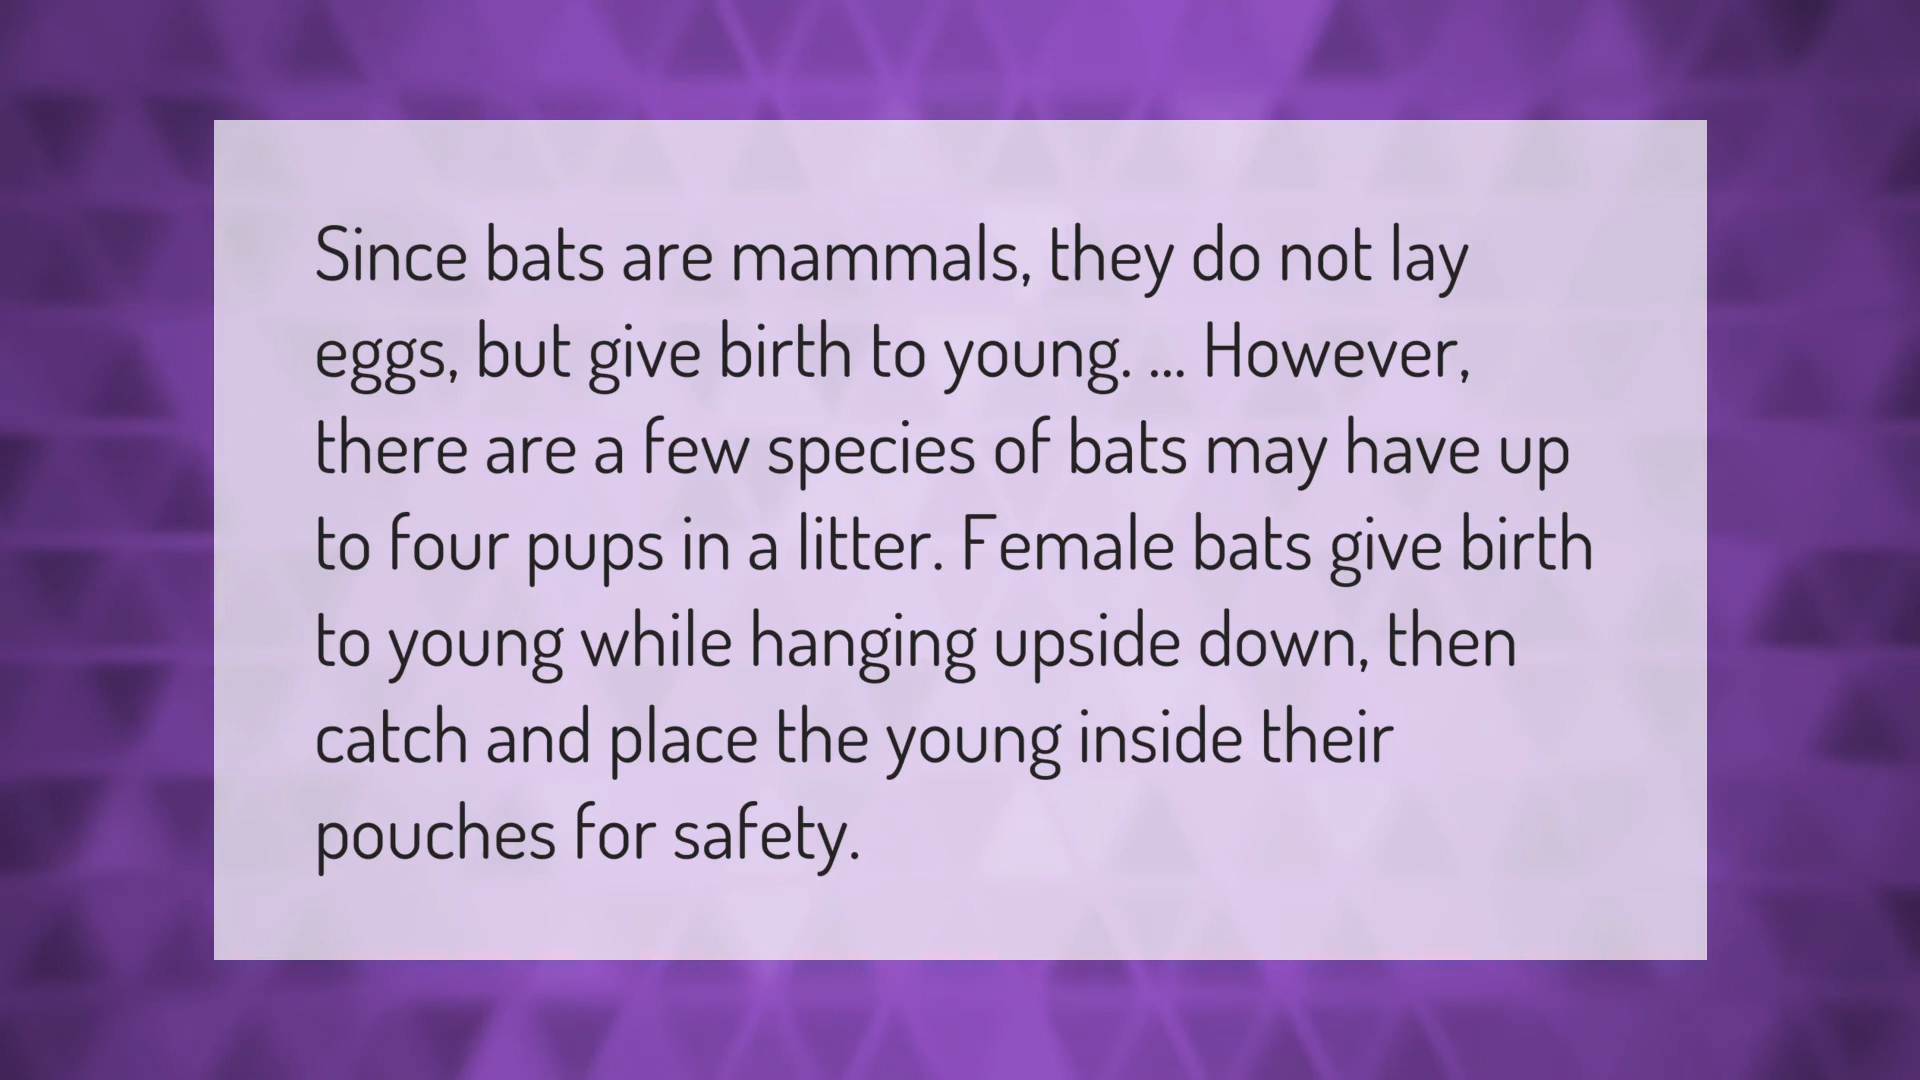 Since bats are mammals, they do not lay
eggs, but give birth to young. ... However,
there are a few species of bats may have up
to four pups in a litter. Female bats give birth
to young while hanging upside down, then
catch and place the young inside their
pouches for safety.